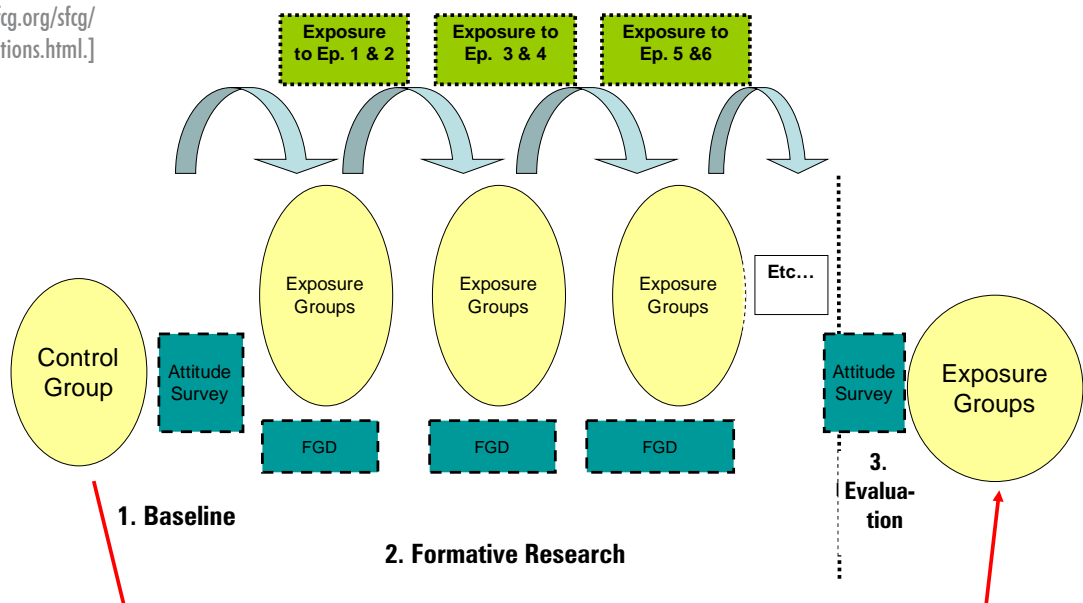 fcg.org/sfcg/
tions.html.]
Exposure
to Ep. 1 & 2
Exposure to
Ep. 3 & 4
Exposure to
Ep. 5 &6
Exposure
Groups
Exposure
Groups
Exposure
Groups
Etc…
Control
Group
Attitude
Survey
Attitude
Survey
Exposure
Groups
FGD
FGD
FGD
3.
Evalua-
tion
1. Baseline
2. Formative Research